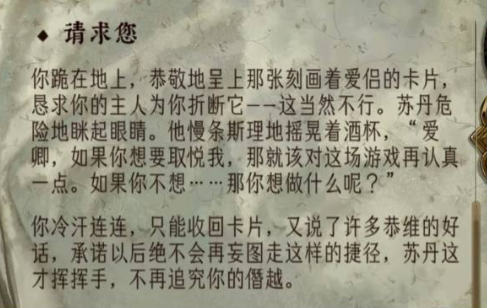 ◆ 请求您
你跪在地上，恭敬地呈上那张刻画着爱侣的卡片，
恳求你的主人为你折断它——这当然不行。苏丹危
险地眯起眼睛。他慢条斯理地摇晃着酒杯，“爱
卿，如果你想要取悦我，那就该对这场游戏再认真
一点。如果你不想……那你想做什么呢？”
你冷汗连连，只能收回卡片，又说了许多恭维的好
话，承诺以后绝不会再妄图走这样的捷径，苏丹这
才挥挥手，不再追究你的僭越。